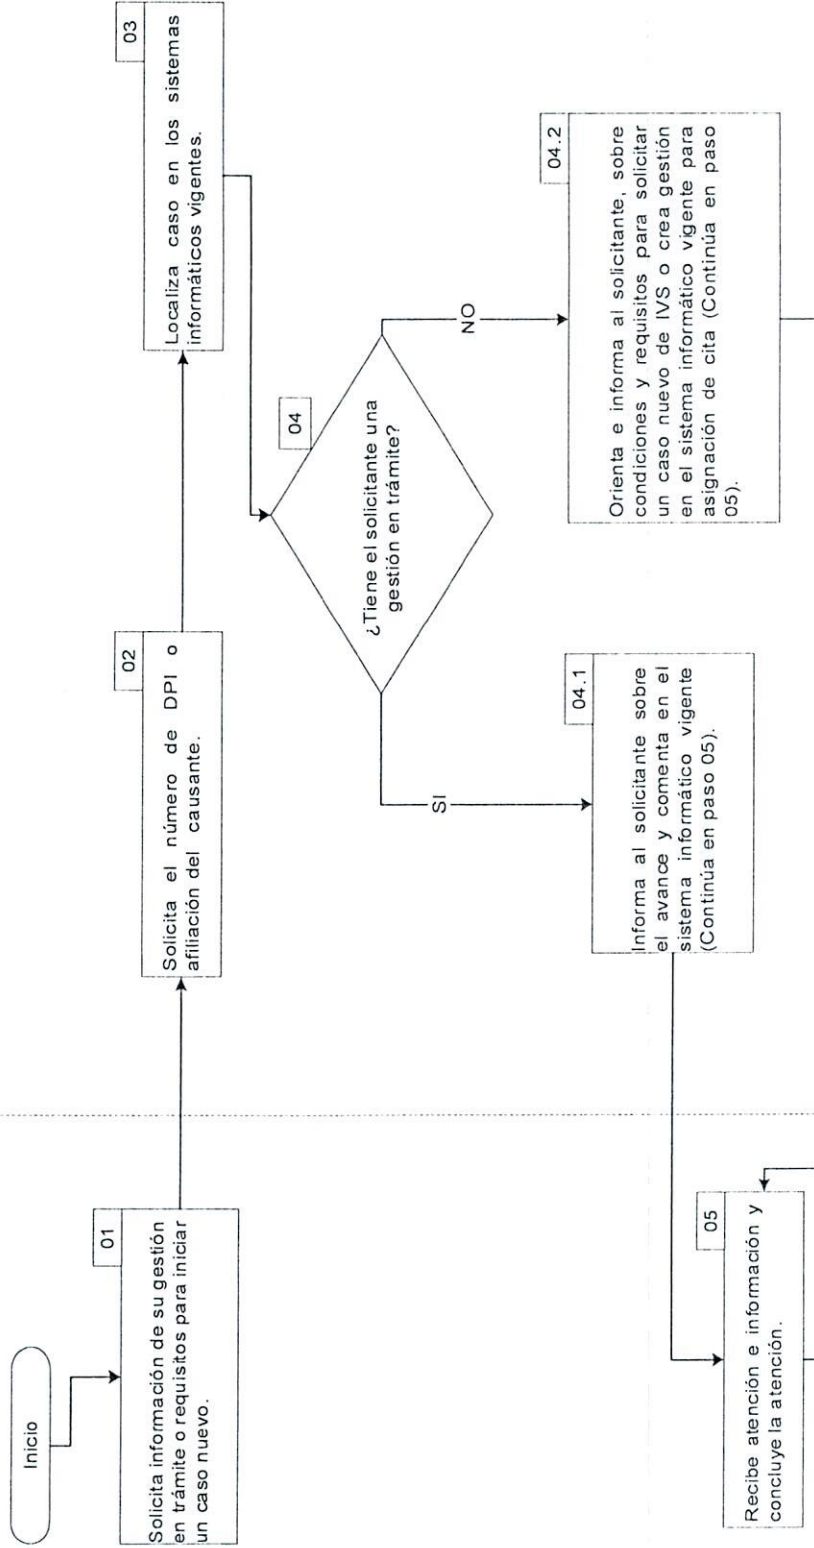 Inicio
01
Solicita información de su gestión
en trámite o requisitos para iniciar
un caso nuevo.
02
Solicita el número de DPI o
afiliación del causante.
03
Localiza caso en los sistemas
informáticos vigentes.
04
¿Tiene el solicitante una
gestión en trámite?
SI
NO
04.1
Informa al solicitante sobre
el avance y comenta en el
sistema informático vigente
(Continúa en paso 05).
04.2
Orienta e informa al solicitante, sobre
condiciones y requisitos para solicitar
un caso nuevo de IVS o crea gestión
en el sistema informático vigente para
asignación de cita (Continúa en paso
05).
05
Recibe atención e información y
concluye la atención.